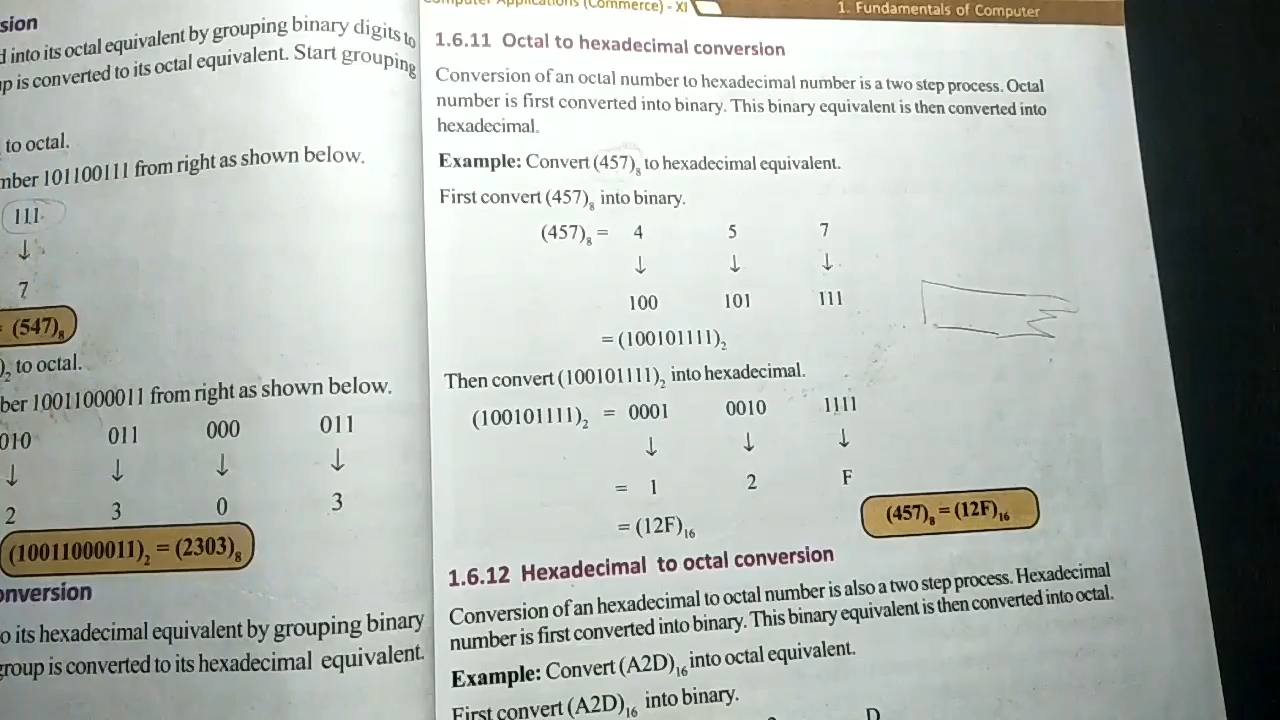 sion
into its octal equivalent by grouping binary digits to
p is converted to its octal equivalent. Start grouping
to octal.
mber 101100111 from right as shown below.
111
↓
7
= (547)₈
)₂ to octal.
ber 10011000011 from right as shown below.
010 011 000 011
↓ ↓ ↓ ↓
2 3 0 3
(10011000011)₂ = (2303)₈
onversion
o its hexadecimal equivalent by grouping binary
group is converted to its hexadecimal equivalent.
Computer Applications (Commerce) - XI
1. Fundamentals of Computer
1.6.11 Octal to hexadecimal conversion
Conversion of an octal number to hexadecimal number is a two step process. Octal
number is first converted into binary. This binary equivalent is then converted into
hexadecimal.
Example: Convert (457)₈ to hexadecimal equivalent.
First convert (457)₈ into binary.
(457)₈ = 4 5 7
↓ ↓ ↓
100 101 111
= (100101111)₂
Then convert (100101111)₂ into hexadecimal.
(100101111)₂ = 0001 0010 1111
↓ ↓ ↓
= 1 2 F
= (12F)₁₆
(457)₈ = (12F)₁₆
1.6.12 Hexadecimal to octal conversion
Conversion of an hexadecimal to octal number is also a two step process. Hexadecimal
number is first converted into binary. This binary equivalent is then converted into octal.
Example: Convert (A2D)₁₆ into octal equivalent.
First convert (A2D)₁₆ into binary.
D